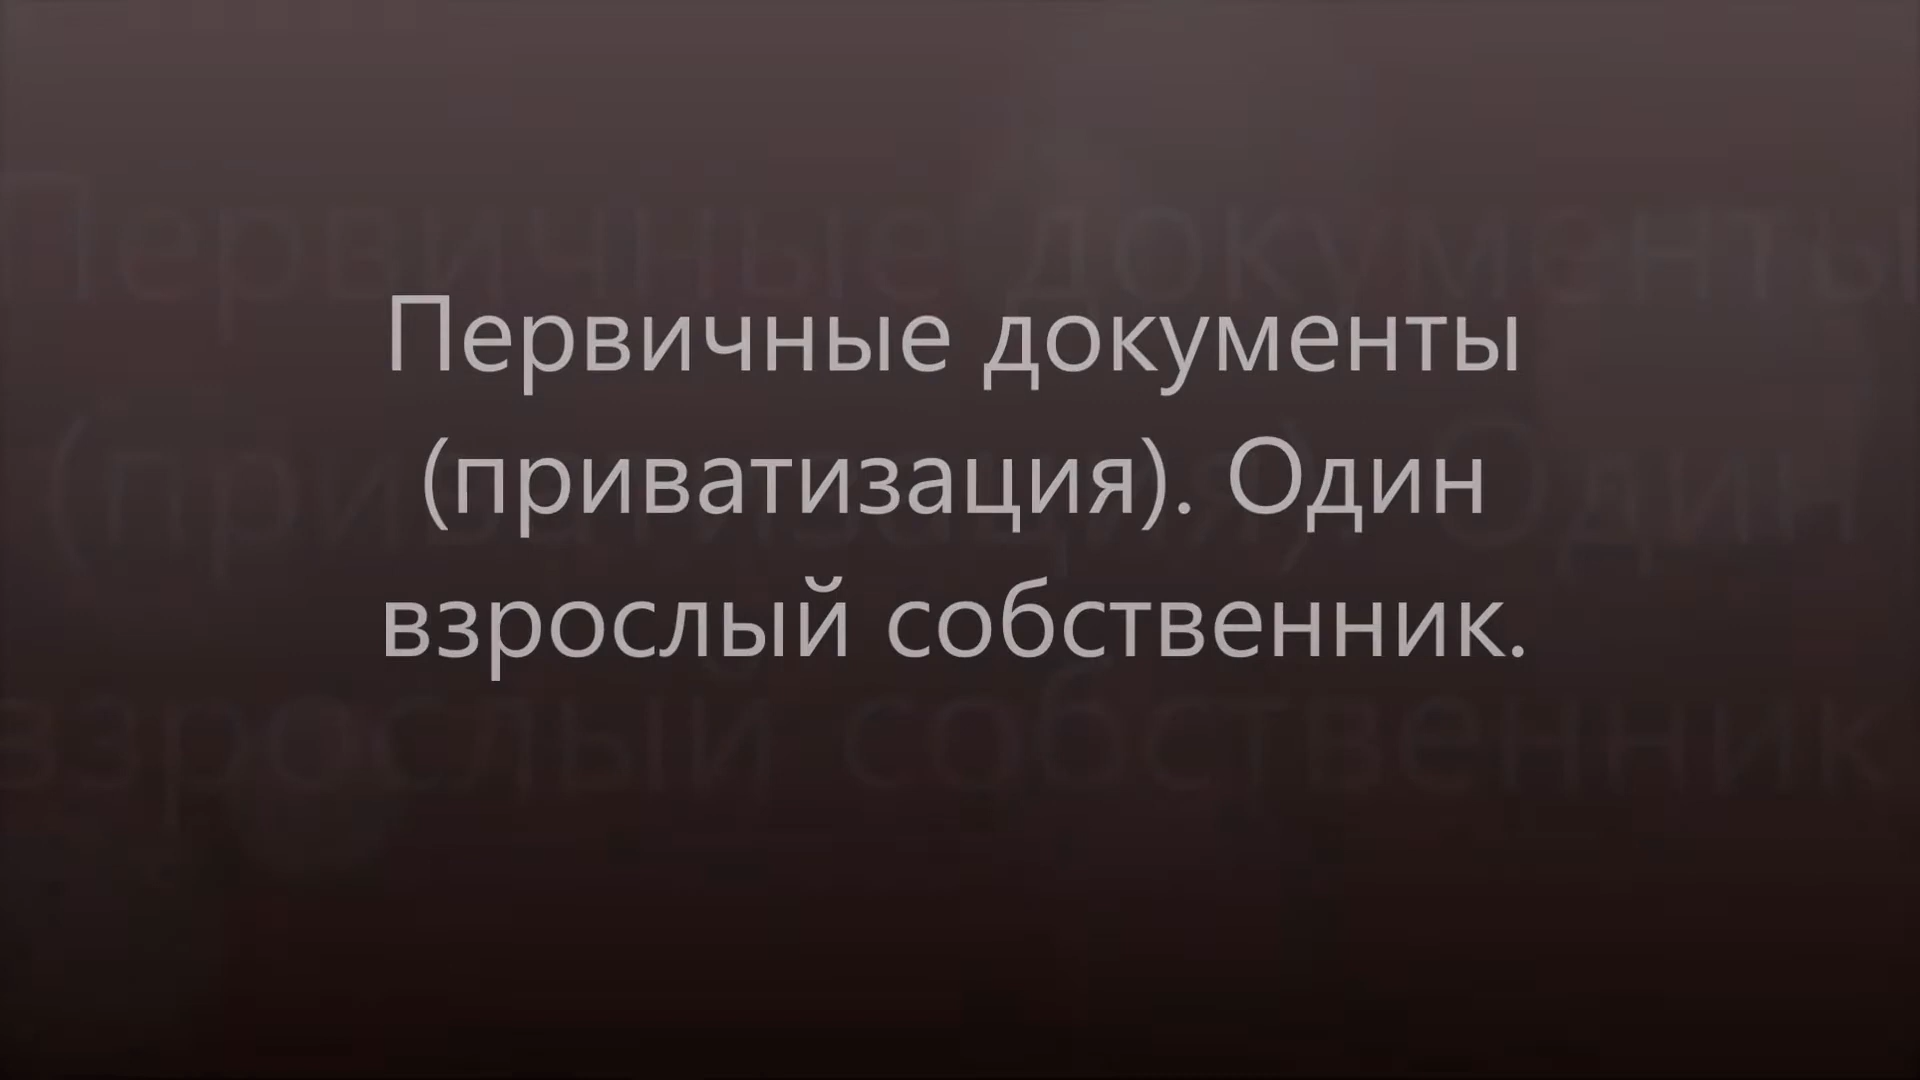 Первичные документы
(приватизация). Один
взрослый собственник.